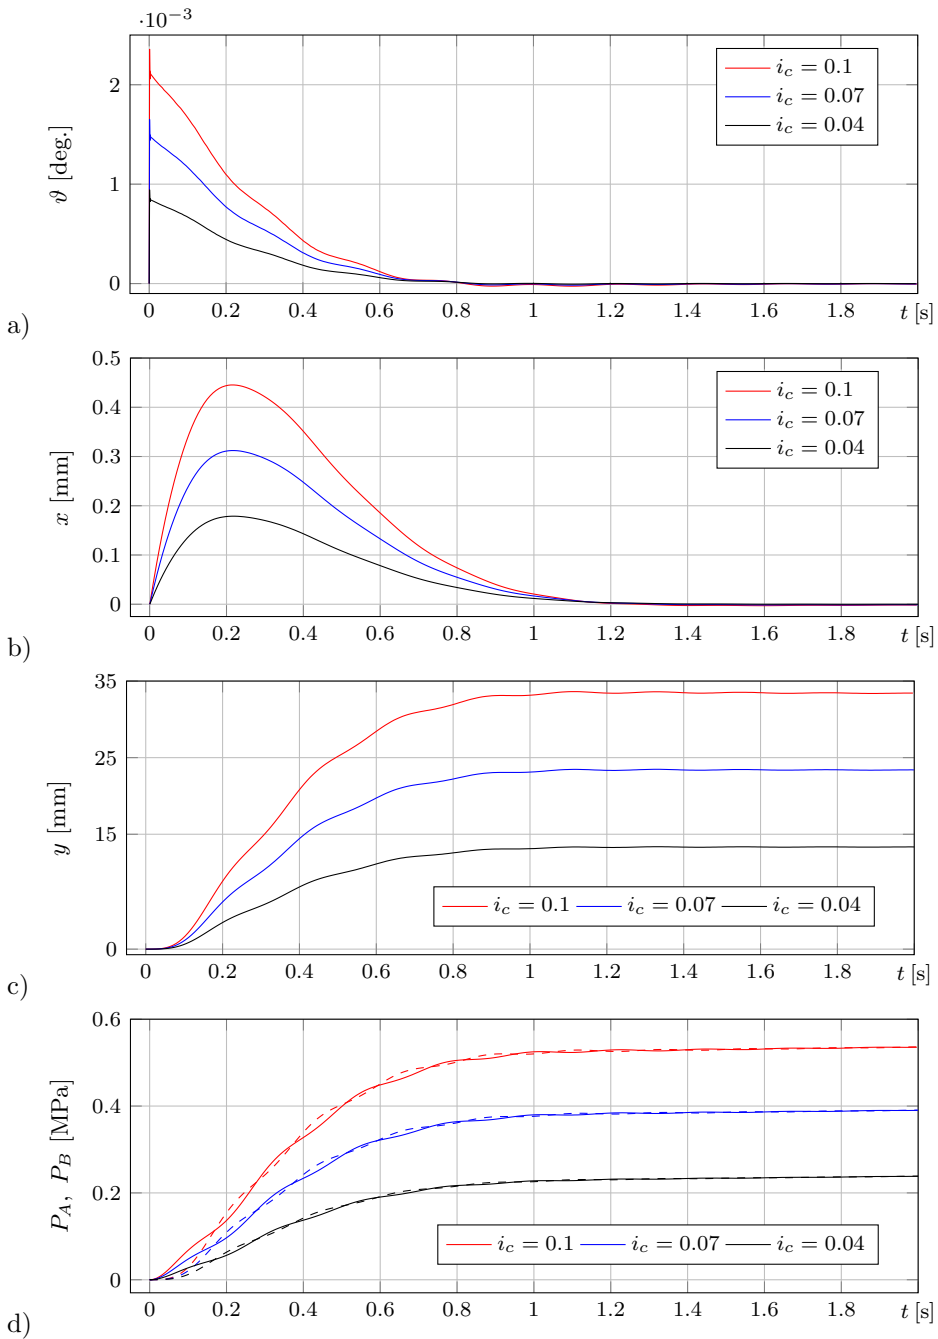 ·10⁻³
2
1
0
ϑ [deg.]
i_c = 0.1
i_c = 0.07
i_c = 0.04
0 0.2 0.4 0.6 0.8 1 1.2 1.4 1.6 1.8 t [s]
a)
0.5
0.4
0.3
0.2
0.1
0
x [mm]
i_c = 0.1
i_c = 0.07
i_c = 0.04
0 0.2 0.4 0.6 0.8 1 1.2 1.4 1.6 1.8 t [s]
b)
35
25
15
0
y [mm]
i_c = 0.1 i_c = 0.07 i_c = 0.04
0 0.2 0.4 0.6 0.8 1 1.2 1.4 1.6 1.8 t [s]
c)
0.6
0.4
0.2
0
P_A, P_B [MPa]
i_c = 0.1 i_c = 0.07 i_c = 0.04
0 0.2 0.4 0.6 0.8 1 1.2 1.4 1.6 1.8 t [s]
d)